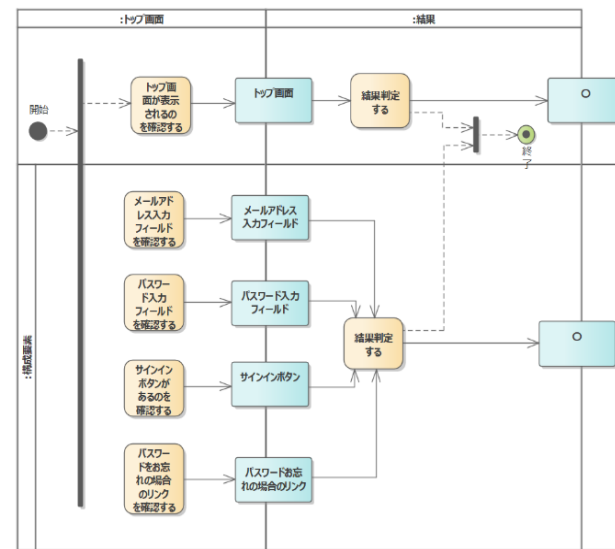 :トップ画面
:結果
開始
トップ画
面が表示
されるの
を確認する
トップ画面
結果判定
する
O
終
了
:構成要素
メールアド
レス入力
フィールド
を確認する
メールアドレス
入力フィールド
パスワー
ド入力
フィールド
を確認する
パスワード入力
フィールド
結果判定
する
O
サインイン
ボタンが
あるのを
確認する
サインインボタン
パスワー
ドをお忘
れの場合
のリンク
を確認する
パスワードお忘
れの場合のリンク